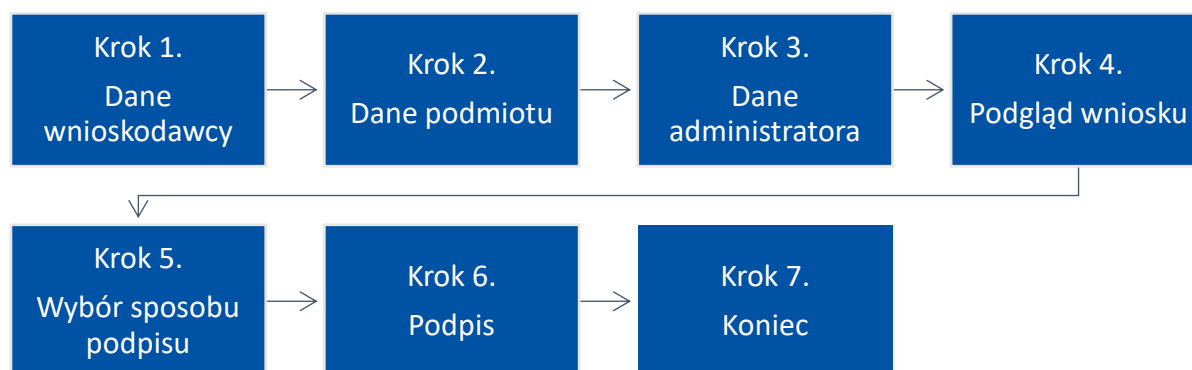 Krok 1.
Dane
wnioskodawcy
Krok 2.
Dane podmiotu
Krok 3.
Dane
administratora
Krok 4.
Podgląd wniosku
Krok 5.
Wybór sposobu
podpisu
Krok 6.
Podpis
Krok 7.
Koniec